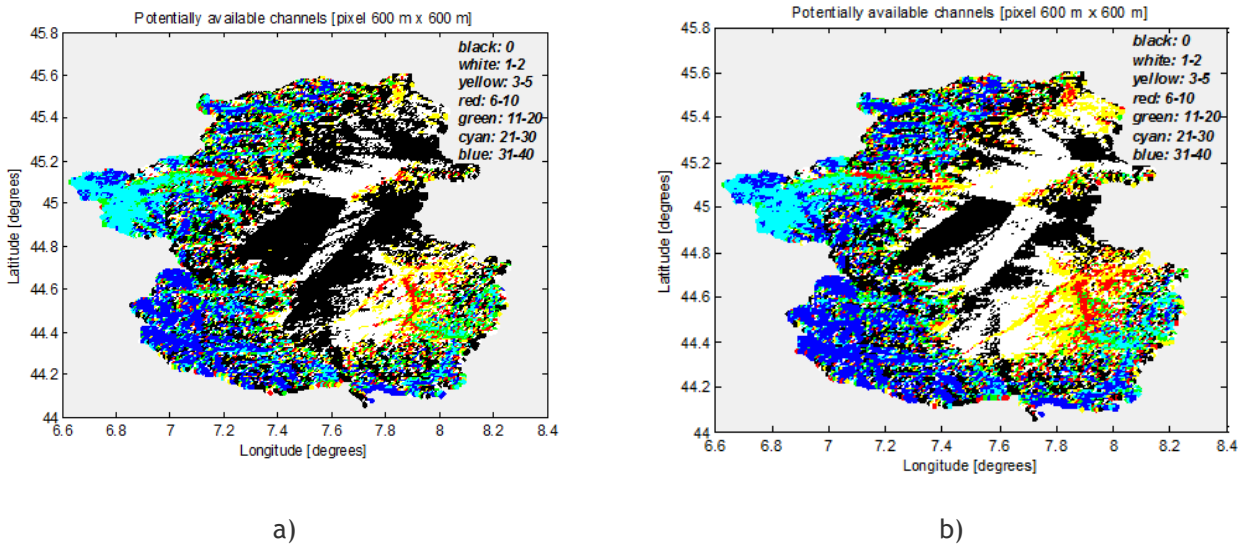 Potentially available channels [pixel 600 m x 600 m]
45.8
45.6
45.4
45.2
45
44.8
44.6
44.4
44.2
44
Latitude [degrees]
black: 0
white: 1-2
yellow: 3-5
red: 6-10
green: 11-20
cyan: 21-30
blue: 31-40
6.6 6.8 7 7.2 7.4 7.6 7.8 8 8.2 8.4
Longitude [degrees]
a)
Potentially available channels [pixel 600 m x 600 m]
45.8
45.6
45.4
45.2
45
44.8
44.6
44.4
44.2
44
Latitude [degrees]
black: 0
white: 1-2
yellow: 3-5
red: 6-10
green: 11-20
cyan: 21-30
blue: 31-40
6.6 6.8 7 7.2 7.4 7.6 7.8 8 8.2 8.4
Longitude [degrees]
b)